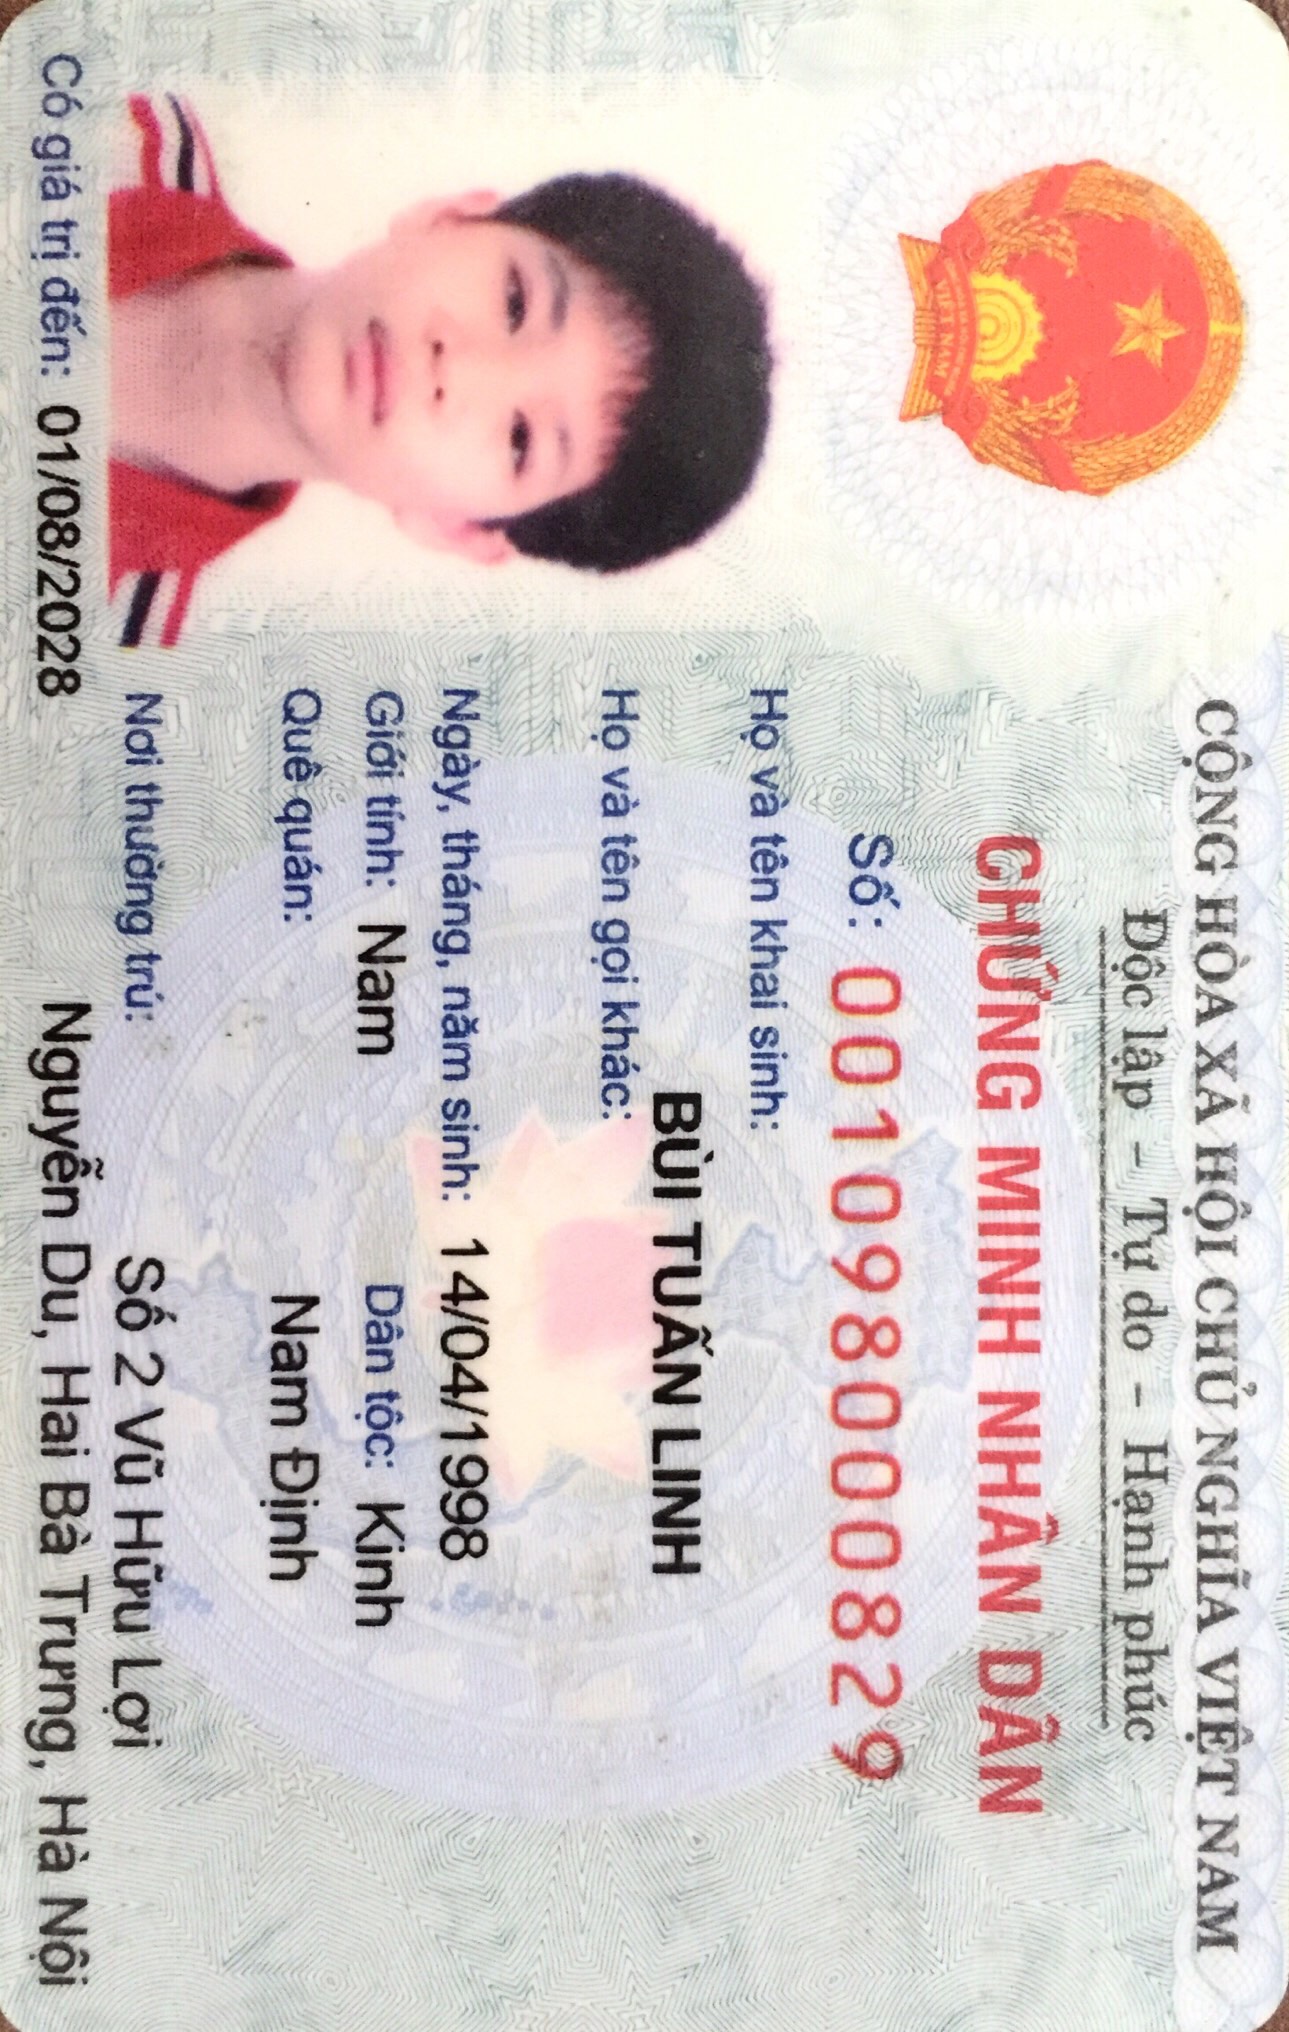 CỘNG HÒA XÃ HỘI CHỦ NGHĨA VIỆT NAM
Độc lập – Tự do – Hạnh phúc
CHỨNG MINH NHÂN DÂN
Số: 001098000829
Họ và tên khai sinh:
BÙI TUẤN LINH
Họ và tên gọi khác:
Ngày, tháng, năm sinh: 14/04/1998
Giới tính: Nam Dân tộc: Kinh
Quê quán:
Nam Định
Nơi thường trú:
Số 2 Vũ Hữu Lợi
Nguyễn Du, Hai Bà Trưng, Hà Nội
Có giá trị đến: 01/08/2028
VIỆT NAM